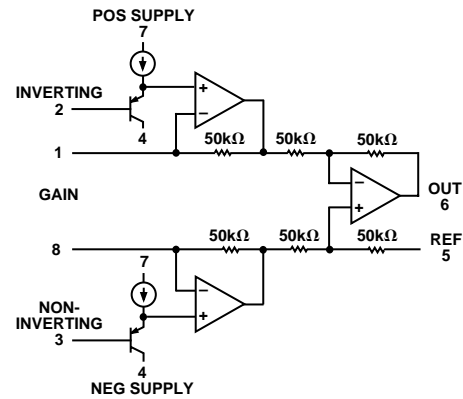 POS SUPPLY
7
INVERTING
2
+
–
4
50kΩ 50kΩ 50kΩ
1
–
+
OUT
6
GAIN
50kΩ 50kΩ 50kΩ
REF
5
8
7
–
+
NON-
INVERTING
3
4
NEG SUPPLY